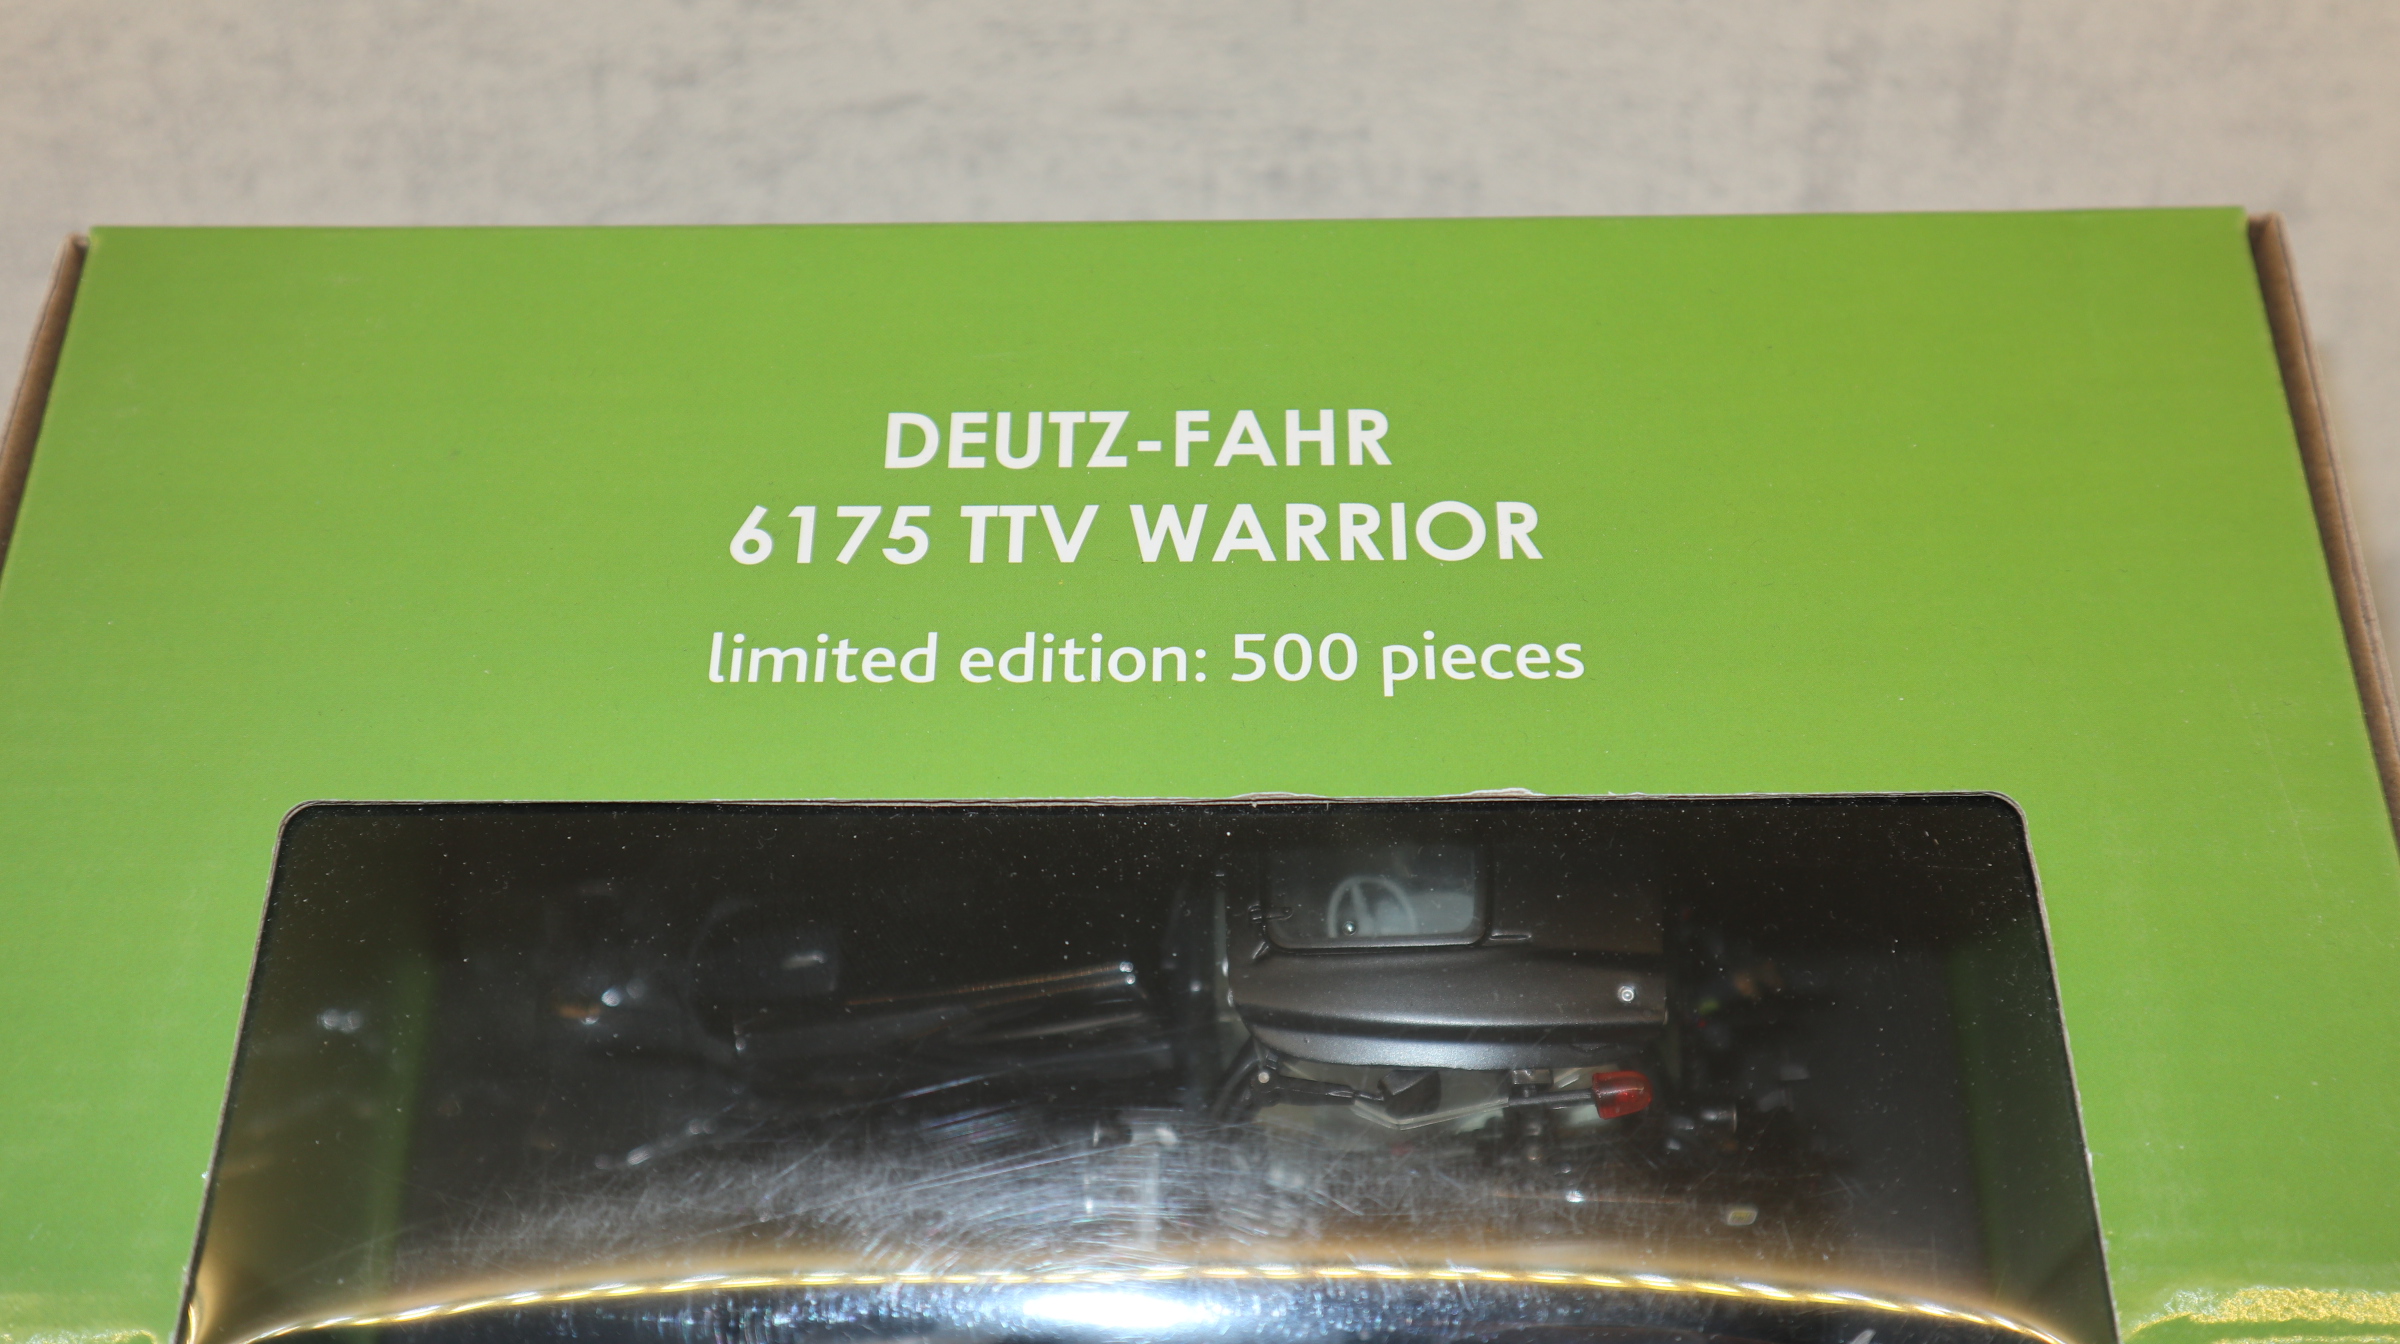 DEUTZ-FAHR
6175 TTV WARRIOR
limited edition: 500 pieces